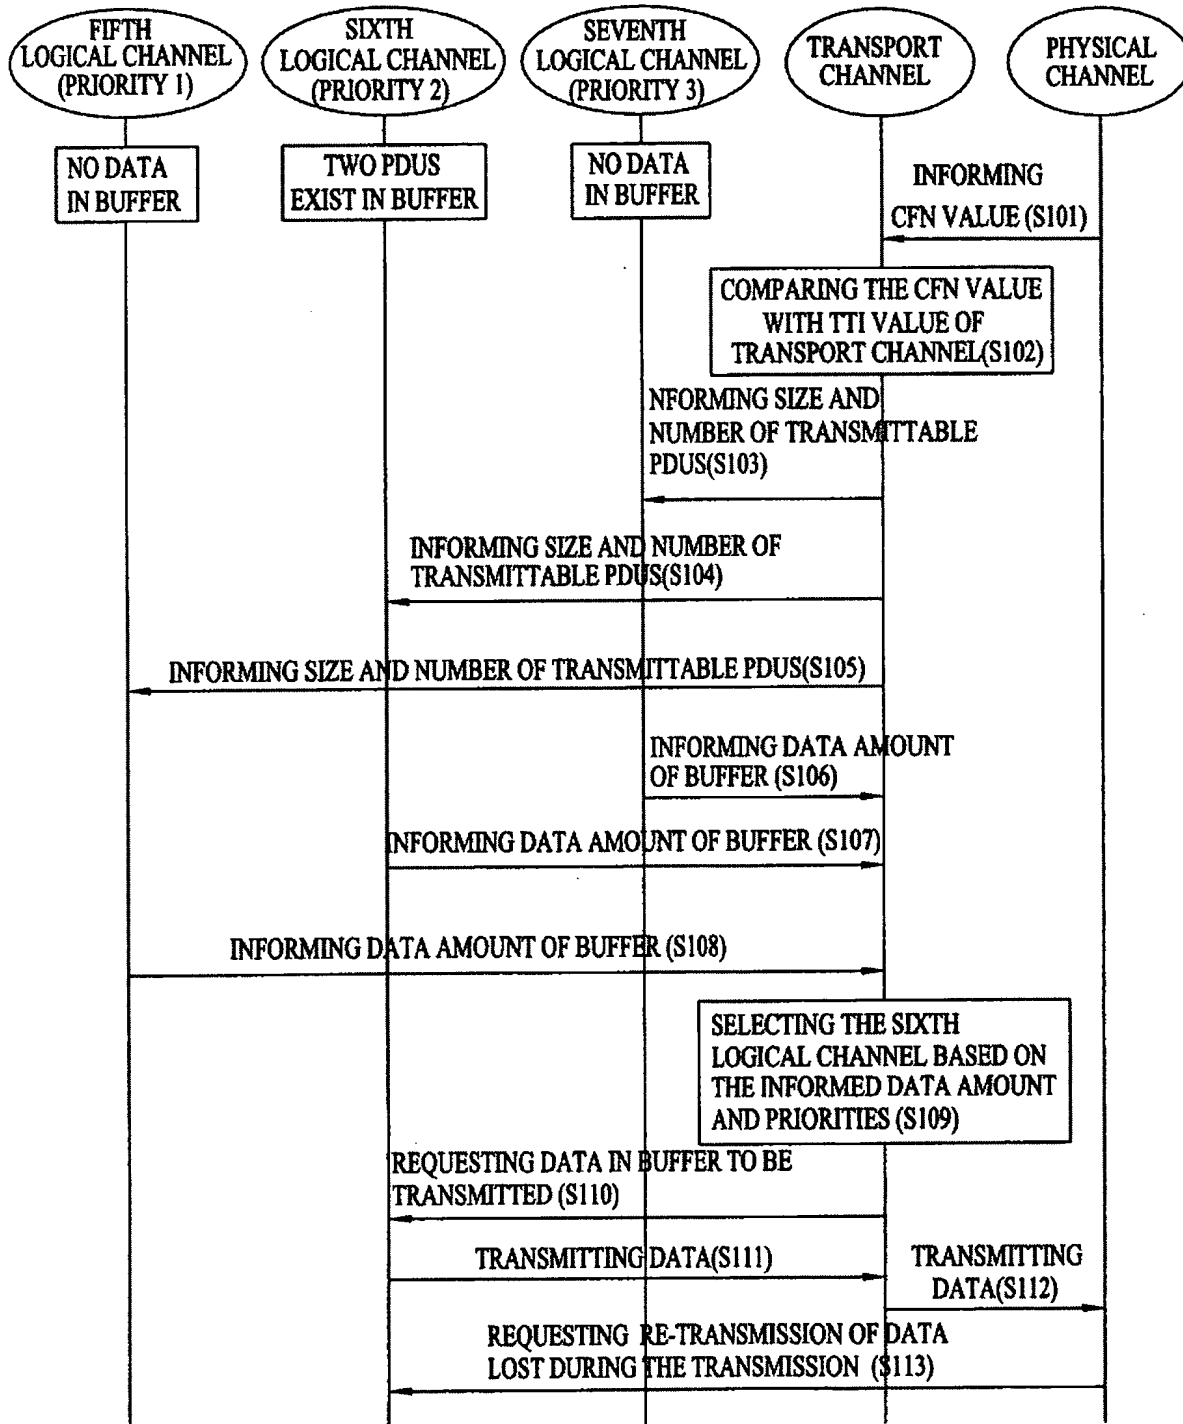 FIFTH
LOGICAL CHANNEL
(PRIORITY 1)
SIXTH
LOGICAL CHANNEL
(PRIORITY 2)
SEVENTH
LOGICAL CHANNEL
(PRIORITY 3)
TRANSPORT
CHANNEL
PHYSICAL
CHANNEL
NO DATA
IN BUFFER
TWO PDUS
EXIST IN BUFFER
NO DATA
IN BUFFER
INFORMING
CFN VALUE (S101)
COMPARING THE CFN VALUE
WITH TTI VALUE OF
TRANSPORT CHANNEL(S102)
NFORMING SIZE AND
NUMBER OF TRANSMITTABLE
PDUS(S103)
INFORMING SIZE AND NUMBER OF
TRANSMITTABLE PDUS(S104)
INFORMING SIZE AND NUMBER OF TRANSMITTABLE PDUS(S105)
INFORMING DATA AMOUNT
OF BUFFER (S106)
INFORMING DATA AMOUNT OF BUFFER (S107)
INFORMING DATA AMOUNT OF BUFFER (S108)
SELECTING THE SIXTH
LOGICAL CHANNEL BASED ON
THE INFORMED DATA AMOUNT
AND PRIORITIES (S109)
REQUESTING DATA IN BUFFER TO BE
TRANSMITTED (S110)
TRANSMITTING DATA(S111)
TRANSMITTING
DATA(S112)
REQUESTING RE-TRANSMISSION OF DATA
LOST DURING THE TRANSMISSION (S113)